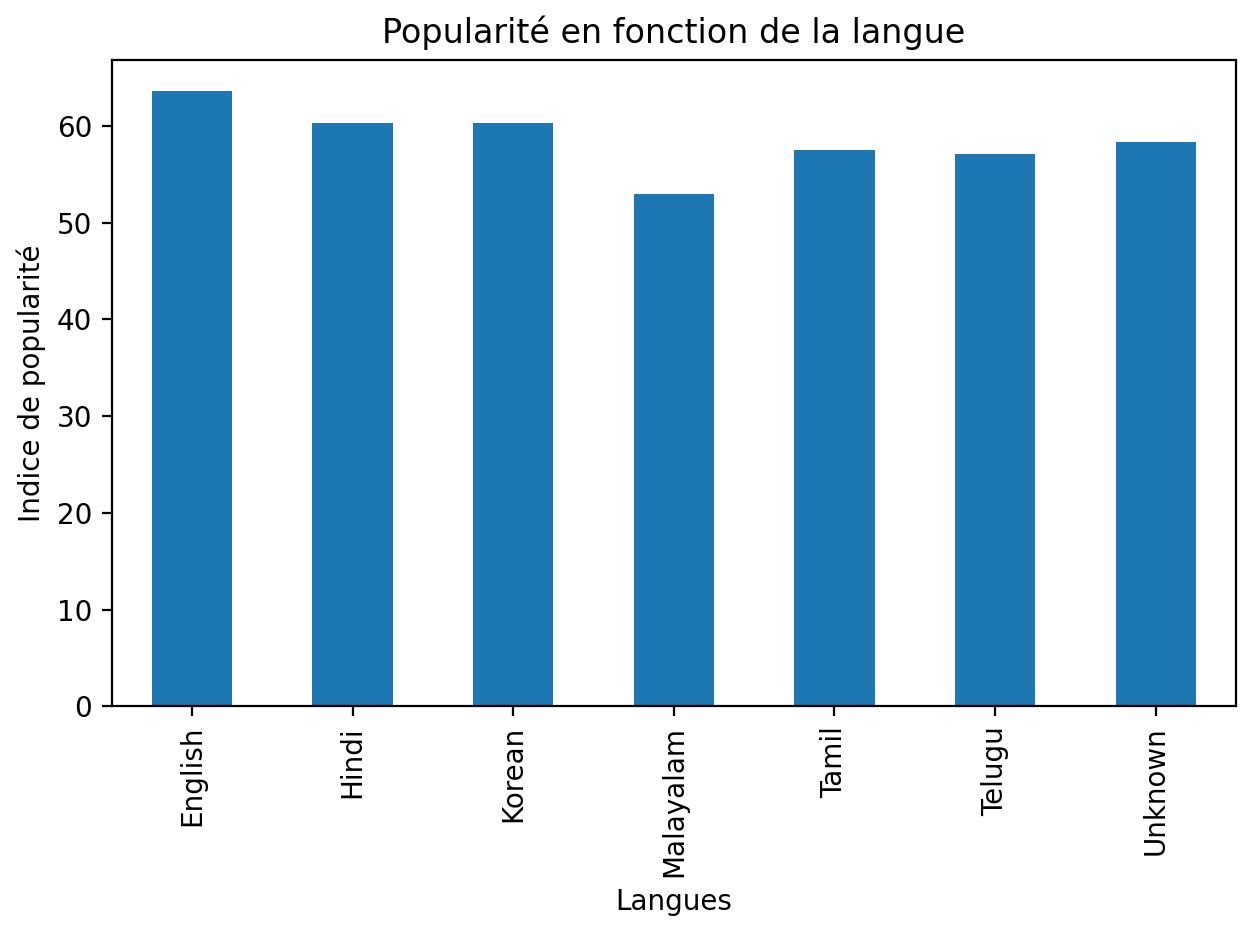 Popularité en fonction de la langue
Indice de popularité
60
50
40
30
20
10
0
English
Hindi
Korean
Malayalam
Tamil
Telugu
Unknown
Langues